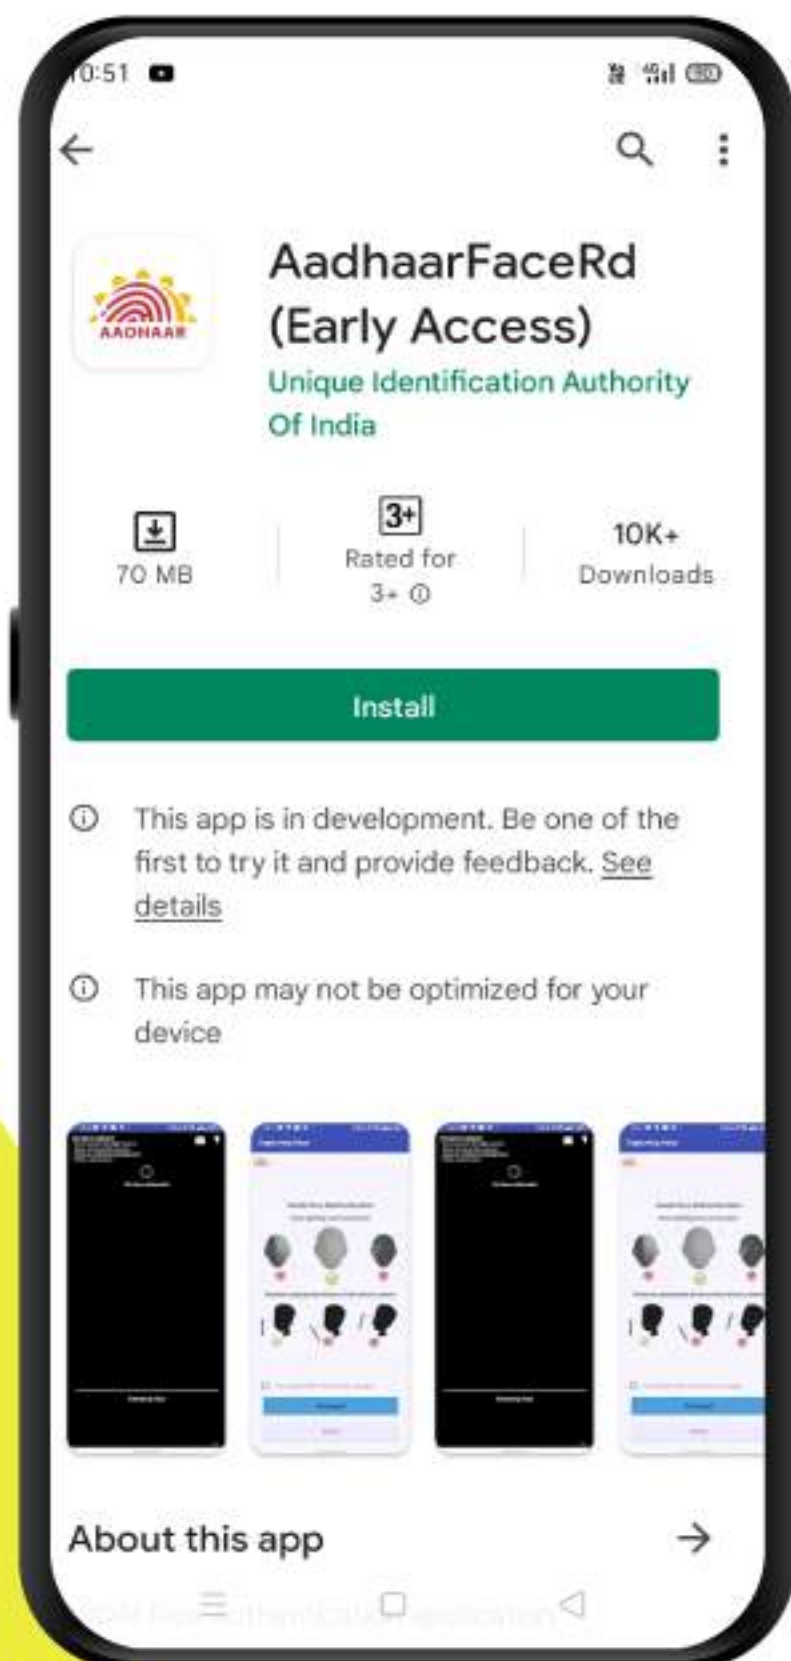 10:51
AADHAAR
AadhaarFaceRd
(Early Access)
Unique Identification Authority
Of India
70 MB
3+
Rated for
3+
10K+
Downloads
Install
This app is in development. Be one of the
first to try it and provide feedback. See
details
This app may not be optimized for your
device
About this app